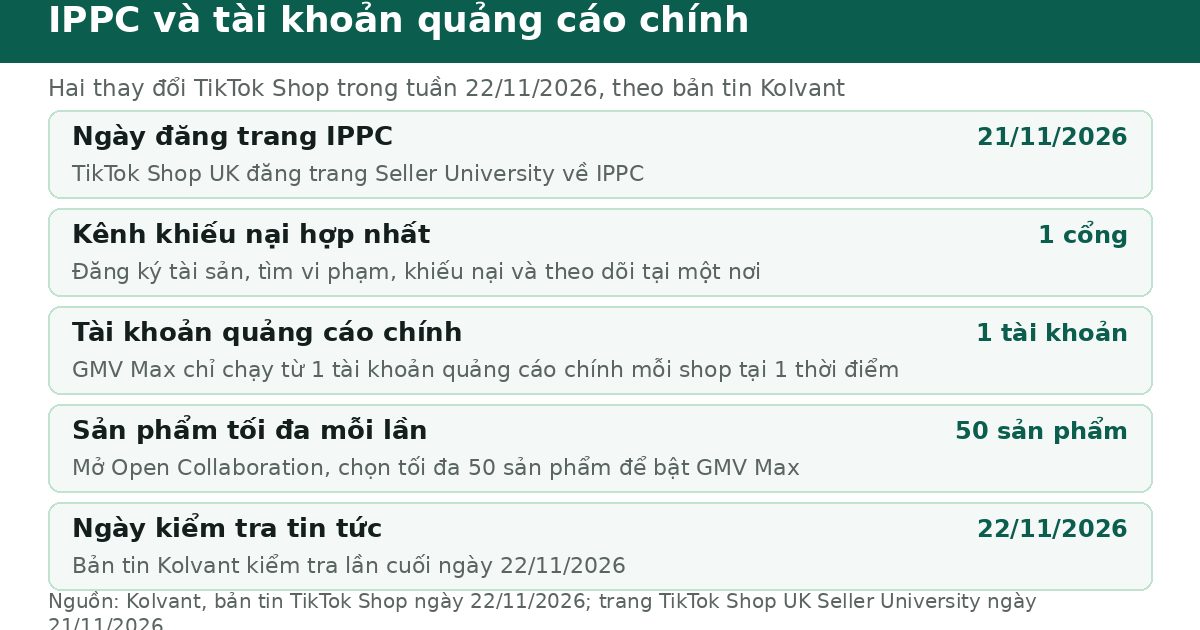 IPPC và tài khoản quảng cáo chính
Hai thay đổi TikTok Shop trong tuần 22/11/2026, theo bản tin Kolvant
Ngày đăng trang IPPC
21/11/2026
TikTok Shop UK đăng trang Seller University về IPPC
Kênh khiếu nại hợp nhất
1 cổng
Đăng ký tài sản, tìm vi phạm, khiếu nại và theo dõi tại một nơi
Tài khoản quảng cáo chính
1 tài khoản
GMV Max chỉ chạy từ 1 tài khoản quảng cáo chính mỗi shop tại 1 thời điểm
Sản phẩm tối đa mỗi lần
50 sản phẩm
Mở Open Collaboration, chọn tối đa 50 sản phẩm để bật GMV Max
Ngày kiểm tra tin tức
22/11/2026
Bản tin Kolvant kiểm tra lần cuối ngày 22/11/2026
Nguồn: Kolvant, bản tin TikTok Shop ngày 22/11/2026; trang TikTok Shop UK Seller University ngày
21/11/2026